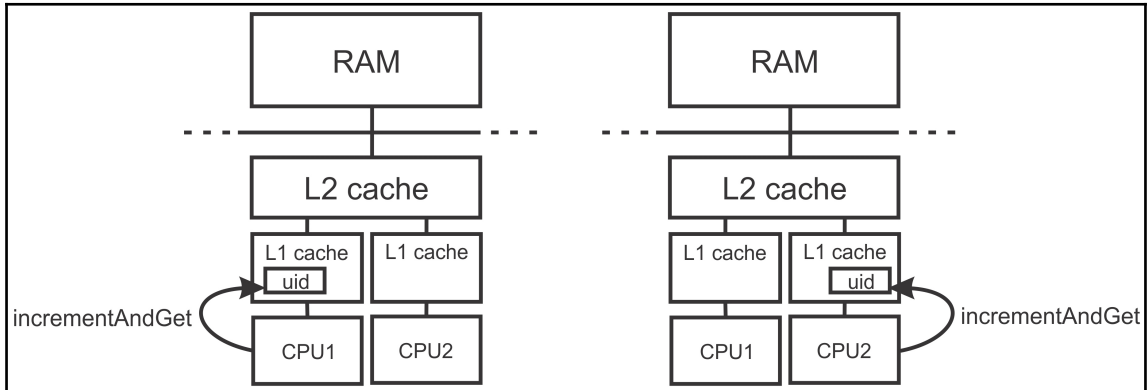 RAM
L2 cache
L1 cache
L1 cache
uid
incrementAndGet
CPU1
CPU2
RAM
L2 cache
L1 cache
L1 cache
uid
incrementAndGet
CPU1
CPU2